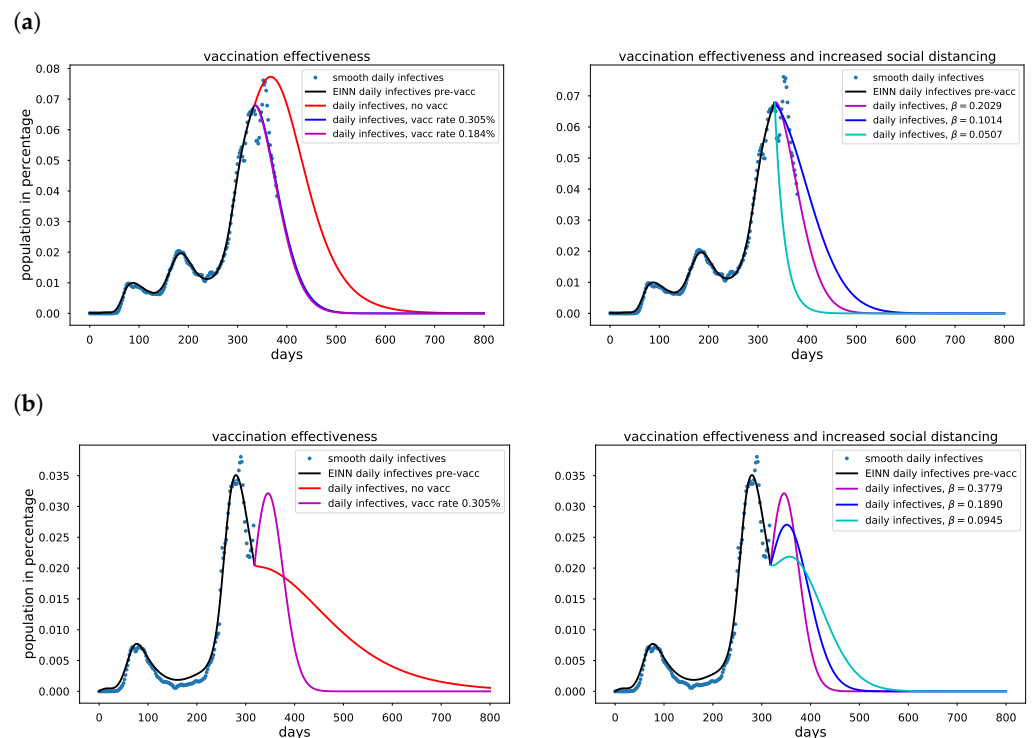 (a)
vaccination effectiveness
population in percentage
0.08
0.07
0.06
0.05
0.04
0.03
0.02
0.01
0.00
smooth daily infectives
EINN daily infectives pre-vacc
daily infectives, no vacc
daily infectives, vacc rate 0.305%
daily infectives, vacc rate 0.184%
0 100 200 300 400 500 600 700 800
days
vaccination effectiveness and increased social distancing
0.07
0.06
0.05
0.04
0.03
0.02
0.01
0.00
smooth daily infectives
EINN daily infectives pre-vacc
daily infectives, β = 0.2029
daily infectives, β = 0.1014
daily infectives, β = 0.0507
0 100 200 300 400 500 600 700 800
days
(b)
vaccination effectiveness
population in percentage
0.035
0.030
0.025
0.020
0.015
0.010
0.005
0.000
smooth daily infectives
EINN daily infectives pre-vacc
daily infectives, no vacc
daily infectives, vacc rate 0.305%
0 100 200 300 400 500 600 700 800
days
vaccination effectiveness and increased social distancing
0.035
0.030
0.025
0.020
0.015
0.010
0.005
0.000
smooth daily infectives
EINN daily infectives pre-vacc
daily infectives, β = 0.3779
daily infectives, β = 0.1890
daily infectives, β = 0.0945
0 100 200 300 400 500 600 700 800
days